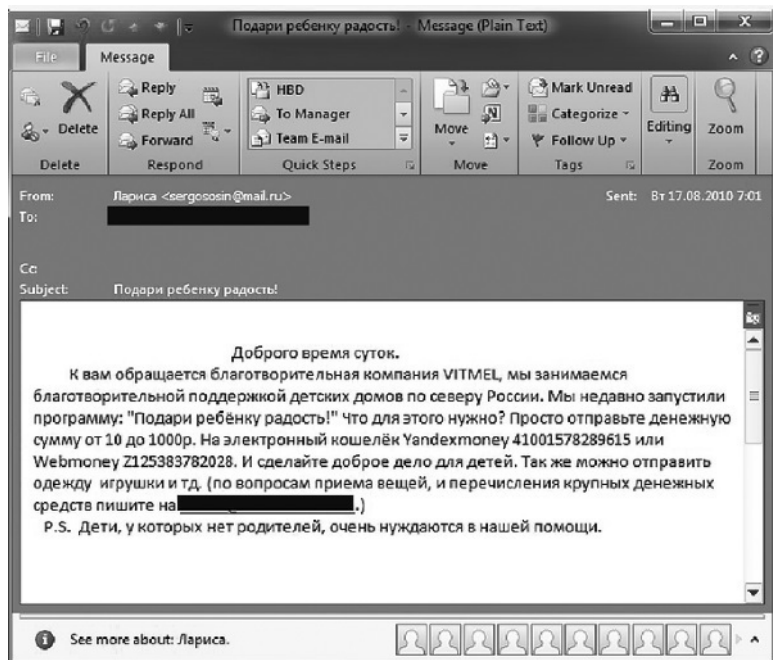 Подари ребенку радость! - Message (Plain Text)
File Message
Reply HBD Mark Unread
Reply All To Manager Categorize
Delete Forward Team E-mail Move Follow Up Editing Zoom
Delete Respond Quick Steps Move Tags Zoom
From: Лариса <sergososin@mail.ru> Sent: Вт 17.08.2010 7:01
To:
Cc:
Subject: Подари ребенку радость!
Доброго время суток.
К вам обращается благотворительная компания VITMEL, мы занимаемся
благотворительной поддержкой детских домов по северу России. Мы недавно запустили
программу: "Подари ребёнку радость!" Что для этого нужно? Просто отправьте денежную
сумму от 10 до 1000р. На электронный кошелёк Yandexmoney 41001578289615 или
Webmoney Z125383782028. И сделайте доброе дело для детей. Так же можно отправить
одежду игрушки и тд. (по вопросам приема вещей, и перечисления крупных денежных
средств пишите на .)
P.S. Дети, у которых нет родителей, очень нуждаются в нашей помощи.
See more about: Лариса.